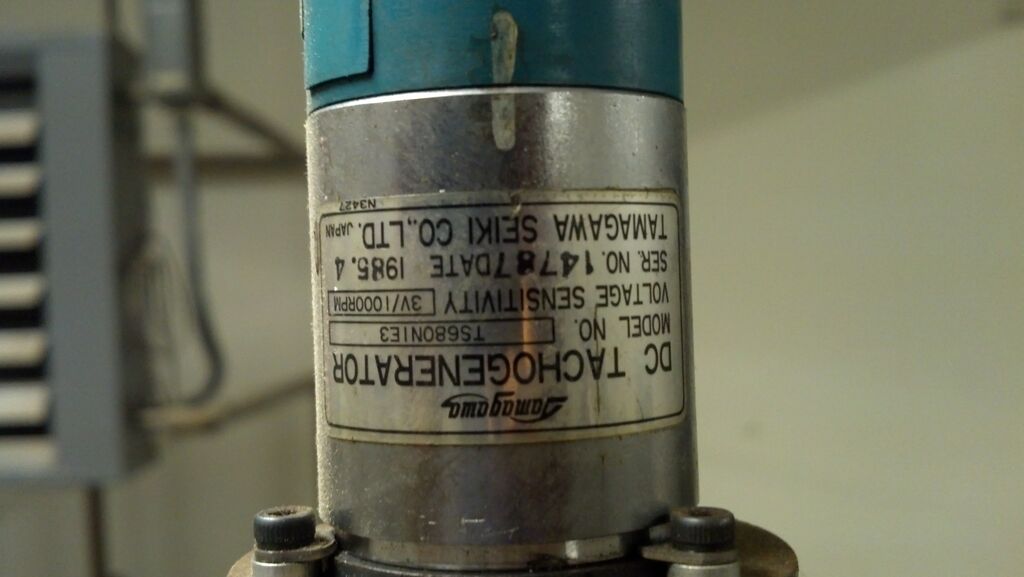 Tamagawa
DC TACHOGENERATOR
MODEL NO. TS680N1E3
VOLTAGE SENSITIVITY 3V/1000RPM
SER. NO. 14787 DATE 1985.4
TAMAGAWA SEIKI CO., LTD. JAPAN
N3427